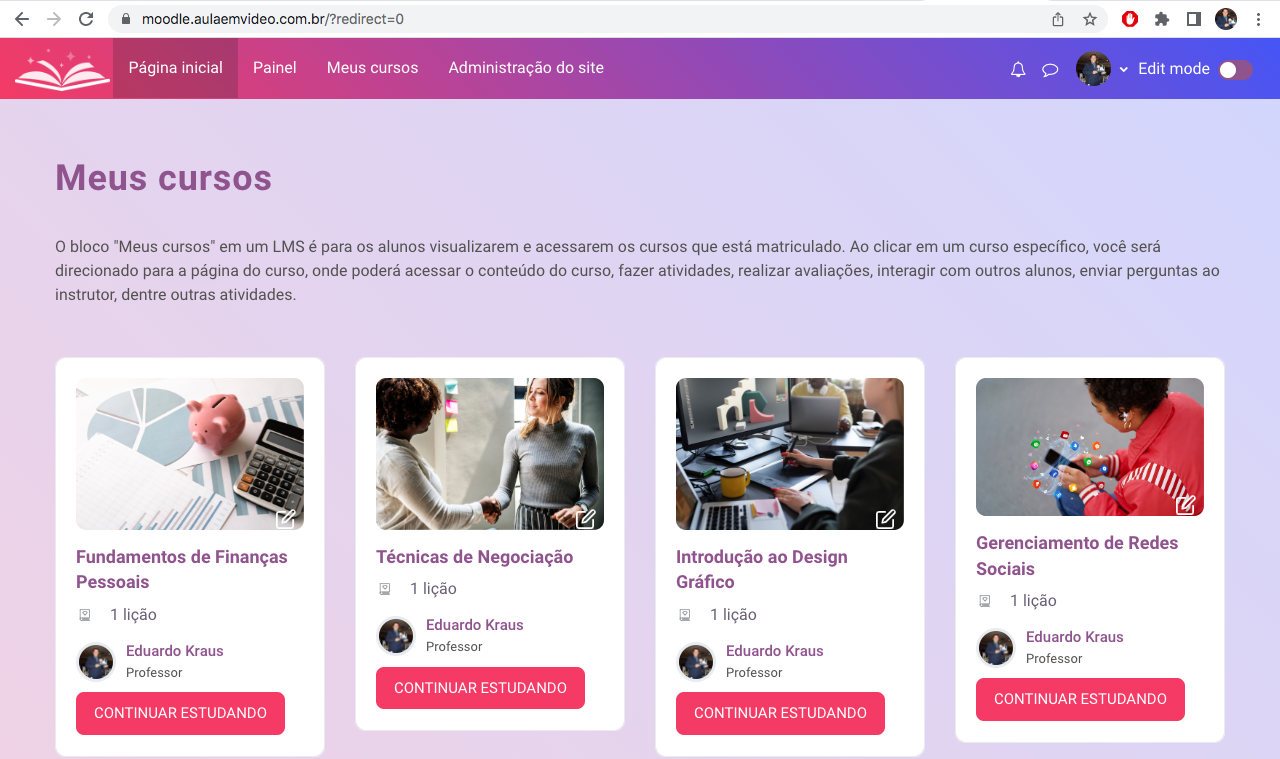 moodle.aulaemvideo.com.br/?redirect=0
Página inicial Painel Meus cursos Administração do site Edit mode
Meus cursos
O bloco "Meus cursos" em um LMS é para os alunos visualizarem e acessarem os cursos que está matriculado. Ao clicar em um curso específico, você será
direcionado para a página do curso, onde poderá acessar o conteúdo do curso, fazer atividades, realizar avaliações, interagir com outros alunos, enviar perguntas ao
instrutor, dentre outras atividades.
Fundamentos de Finanças
Pessoais
1 lição
Eduardo Kraus
Professor
CONTINUAR ESTUDANDO
Técnicas de Negociação
1 lição
Eduardo Kraus
Professor
CONTINUAR ESTUDANDO
Introdução ao Design
Gráfico
1 lição
Eduardo Kraus
Professor
CONTINUAR ESTUDANDO
Gerenciamento de Redes
Sociais
1 lição
Eduardo Kraus
Professor
CONTINUAR ESTUDANDO